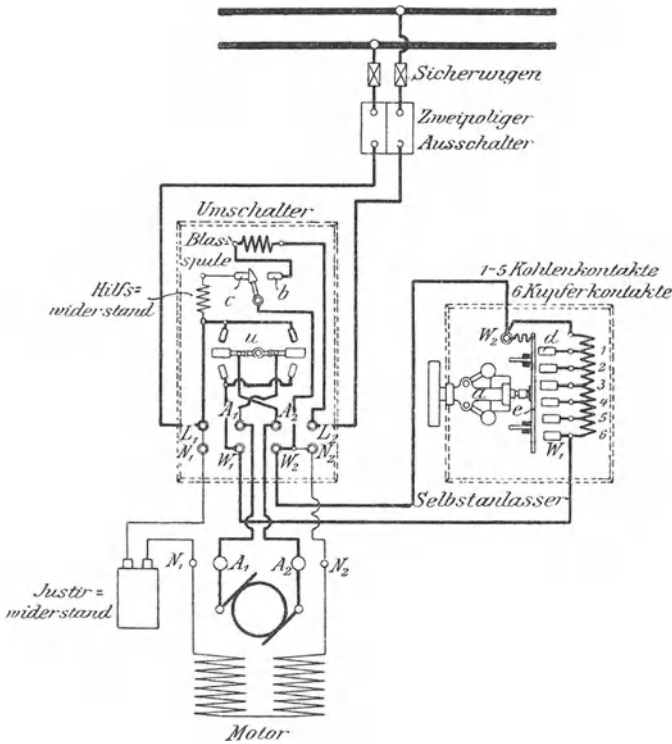 Sicherungen
Zweipoliger
Ausschalter
Umschalter
Blas=
spule
1-5 Kohlenkontakte
6 Kupferkontakte
Hilfs=
widerstand
c
b
W2
d
1
2
3
4
5
6
u
a
e
A1
A2
L1
L2
N1
W1
W2
N2
W1
Selbstanlasser
N1
A1
A2
N2
Justir=
widerstand
Motor